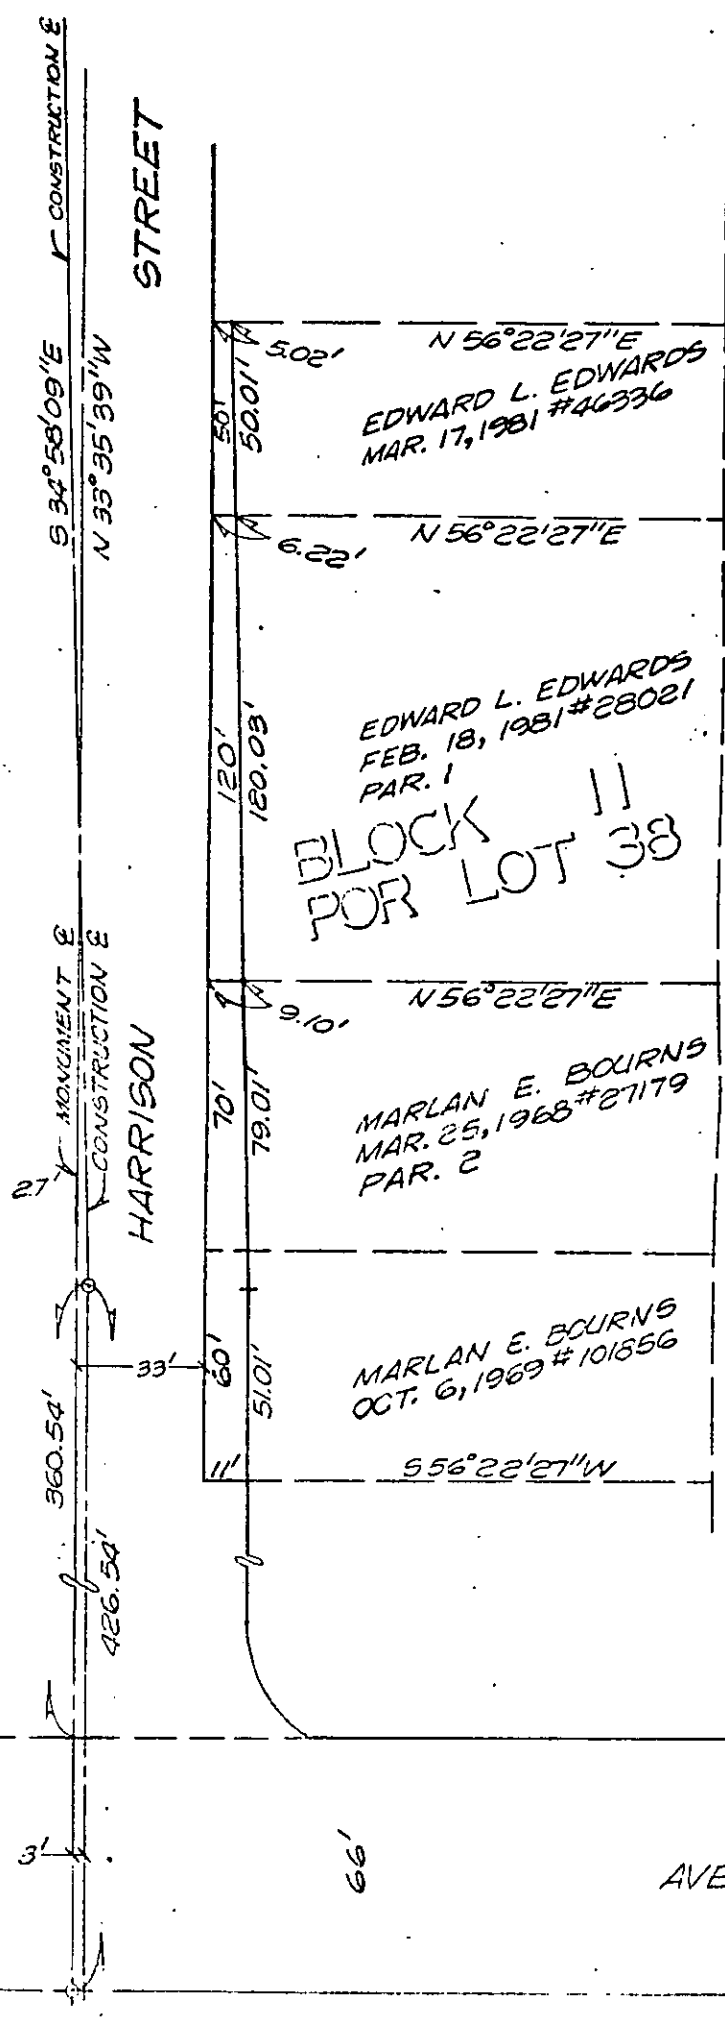 CONSTRUCTION ℄
STREET
S 34°58'09"E
N 33°35'39"W
5.02'
N 56°22'27"E
50'
50.01'
EDWARD L. EDWARDS
MAR. 17, 1981 #46336
6.22'
N 56°22'27"E
120'
120.03'
EDWARD L. EDWARDS
FEB. 18, 1981 #28021
PAR. 1
BLOCK 11
POR LOT 38
MONUMENT ℄
CONSTRUCTION ℄
HARRISON
2.7'
9.10'
N 56°22'27"E
70'
79.01'
MARLAN E. BOURNS
MAR. 25, 1968 #27179
PAR. 2
33'
60'
51.01'
MARLAN E. BOURNS
OCT. 6, 1969 #101856
11'
S 56°22'27"W
360.54'
426.54'
3'
66'
AVE